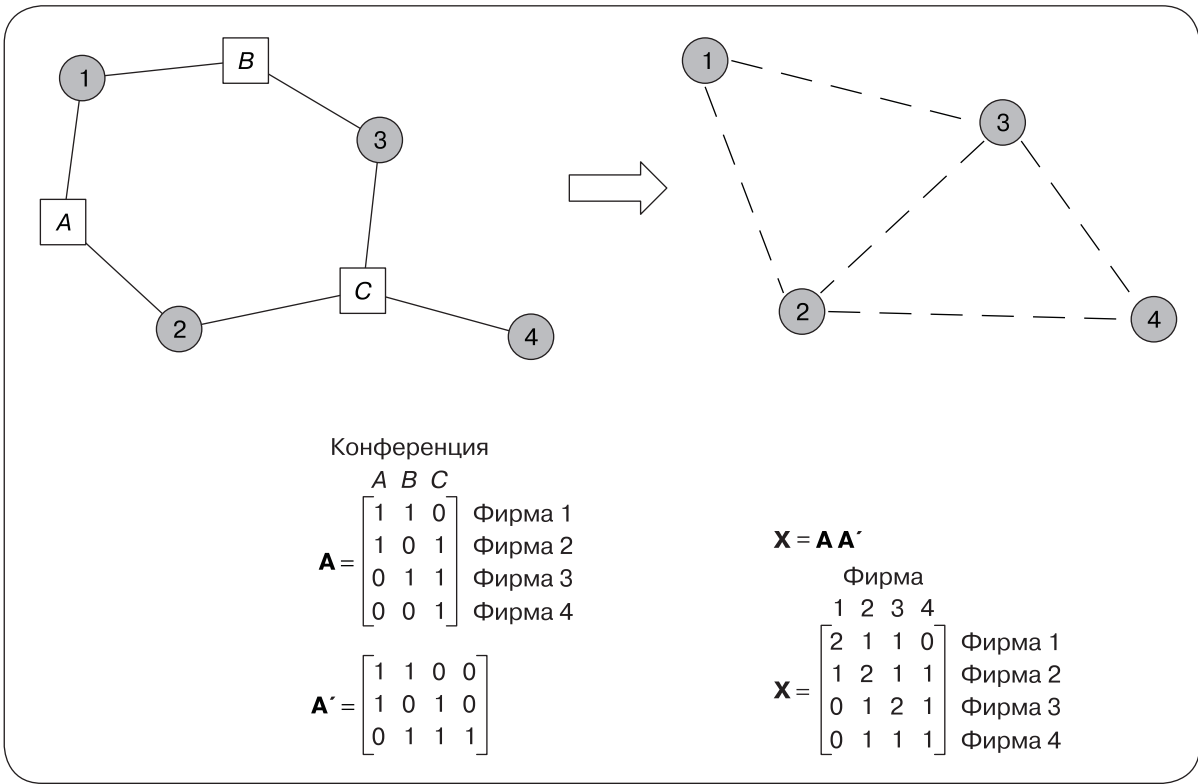 1
B
3
A
C
2
4
1
3
2
4
Конференция
A B C
1 1 0 Фирма 1
1 0 1 Фирма 2
A =
0 1 1 Фирма 3
0 0 1 Фирма 4
1 1 0 0
A´ = 1 0 1 0
0 1 1 1
X = A A´
Фирма
1 2 3 4
2 1 1 0 Фирма 1
1 2 1 1 Фирма 2
X =
0 1 2 1 Фирма 3
0 1 1 1 Фирма 4